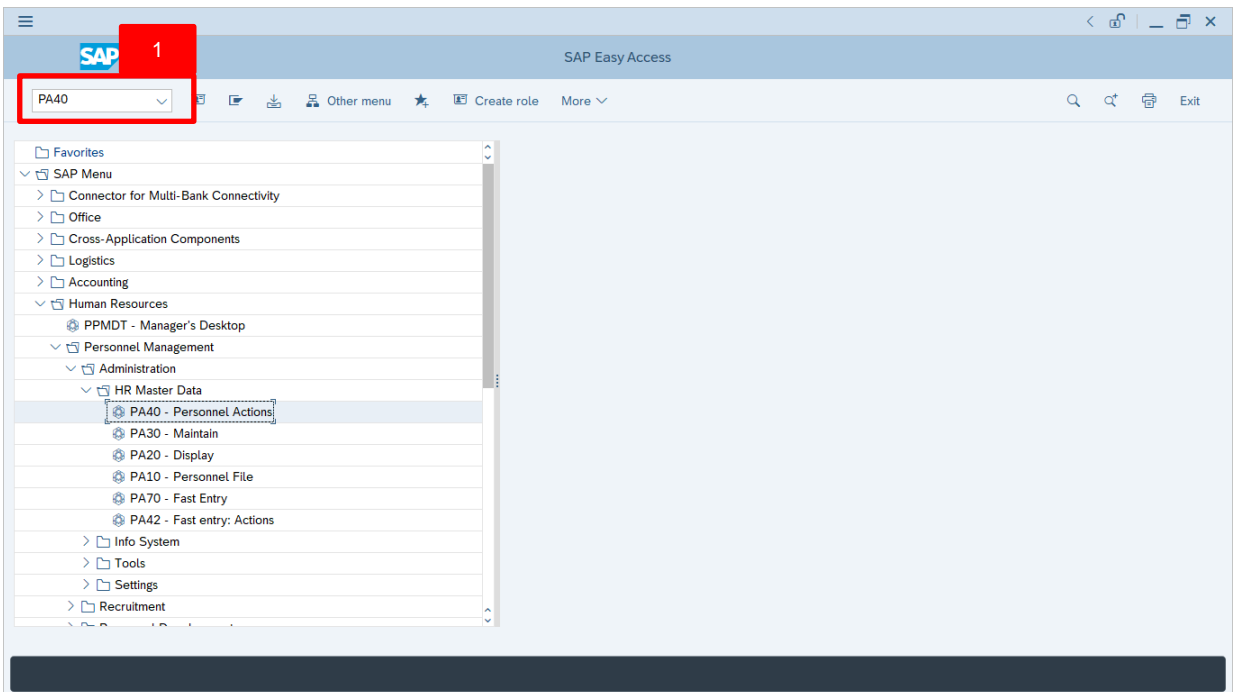 SAP
1
SAP Easy Access
PA40
Other menu
Create role
More
Exit
Favorites
SAP Menu
Connector for Multi-Bank Connectivity
Office
Cross-Application Components
Logistics
Accounting
Human Resources
PPMDT - Manager's Desktop
Personnel Management
Administration
HR Master Data
PA40 - Personnel Actions
PA30 - Maintain
PA20 - Display
PA10 - Personnel File
PA70 - Fast Entry
PA42 - Fast entry: Actions
Info System
Tools
Settings
Recruitment